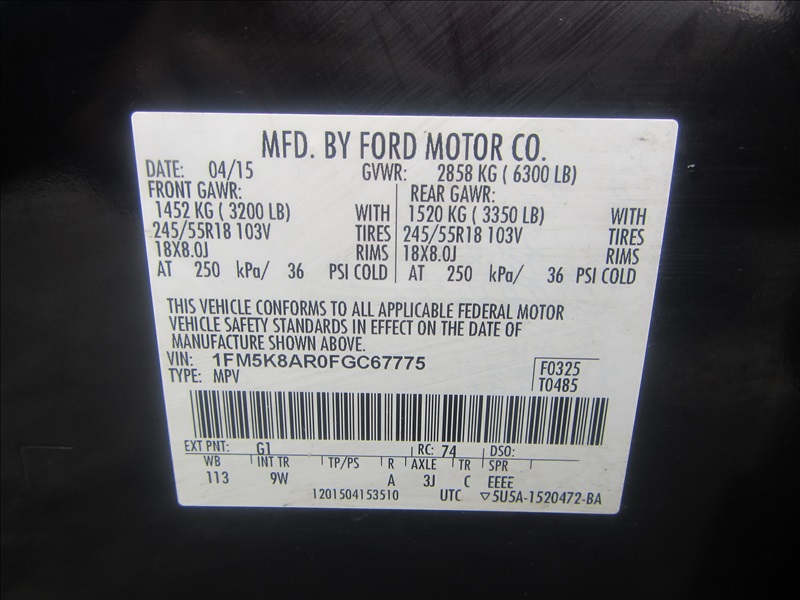 MFD. BY FORD MOTOR CO.
DATE: 04/15 GVWR: 2858 KG ( 6300 LB)
FRONT GAWR: REAR GAWR:
1452 KG ( 3200 LB) WITH 1520 KG ( 3350 LB) WITH
245/55R18 103V TIRES 245/55R18 103V TIRES
18X8.0J RIMS 18X8.0J RIMS
AT 250 kPa/ 36 PSI COLD AT 250 kPa/ 36 PSI COLD
THIS VEHICLE CONFORMS TO ALL APPLICABLE FEDERAL MOTOR
VEHICLE SAFETY STANDARDS IN EFFECT ON THE DATE OF
MANUFACTURE SHOWN ABOVE.
VIN: 1FM5K8AR0FGC67775
TYPE: MPV
F0325
T0485
EXT PNT: G1 RC: 74 DSO:
WB INT TR TP/PS R AXLE TR SPR
113 9W A 3J C EEEE
1201504153510 UTC ▽5U5A-1520472-BA